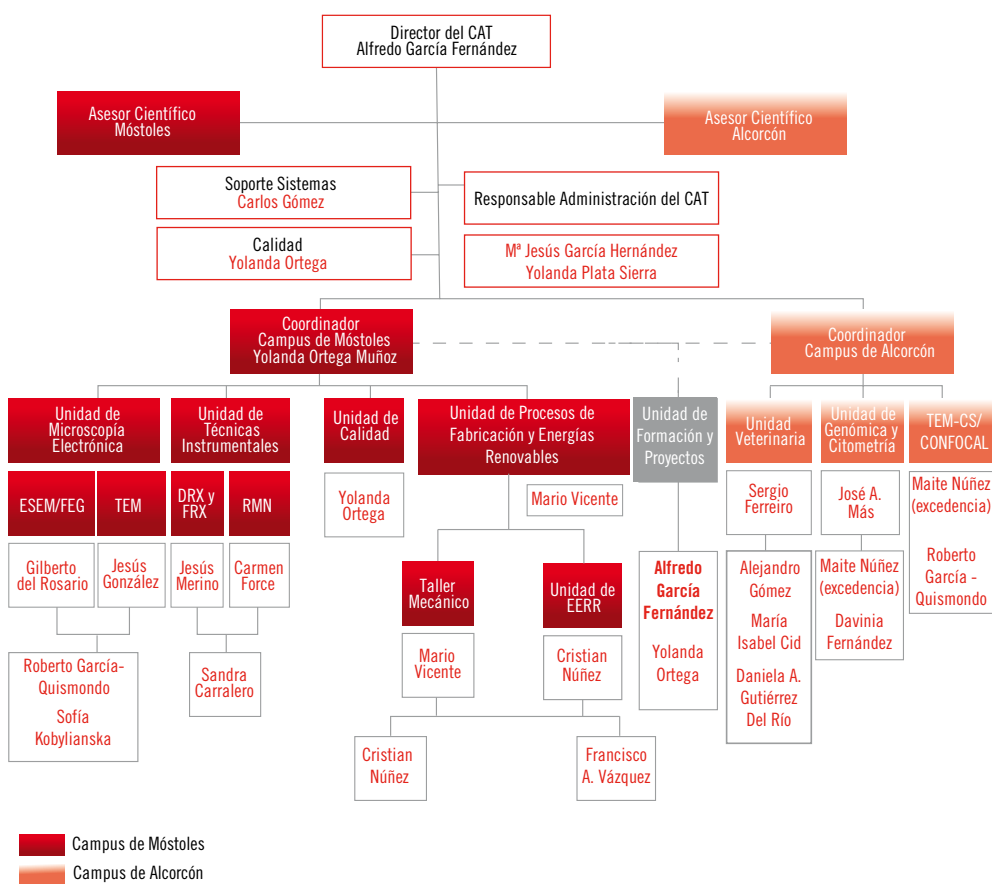 Director del CAT
Alfredo García Fernández
Asesor Científico
Móstoles
Asesor Científico
Alcorcón
Soporte Sistemas
Carlos Gómez
Responsable Administración del CAT
Calidad
Yolanda Ortega
Mª Jesús García Hernández
Yolanda Plata Sierra
Coordinador
Campus de Móstoles
Yolanda Ortega Muñoz
Coordinador
Campus de Alcorcón
Unidad de
Microscopía
Electrónica
Unidad de
Técnicas
Instrumentales
Unidad de
Calidad
Unidad de Procesos de
Fabricación y Energías
Renovables
Unidad de
Formación y
Proyectos
Unidad
Veterinaria
Unidad de
Genómica y
Citometría
TEM-CS/
CONFOCAL
ESEM/FEG
TEM
DRX y
FRX
RMN
Yolanda
Ortega
Mario Vicente
Sergio
Ferreiro
José A.
Más
Maite Núñez
(excedencia)
Roberto
García -
Quismondo
Gilberto
del Rosario
Jesús
González
Jesús
Merino
Carmen
Force
Taller
Mecánico
Unidad de
EERR
Alfredo
García
Fernández
Yolanda
Ortega
Alejandro
Gómez
María
Isabel Cid
Daniela A.
Gutiérrez
Del Río
Maite Núñez
(excedencia)
Davinia
Fernández
Roberto García-
Quismondo
Sofía
Kobylianska
Sandra
Carralero
Mario
Vicente
Cristian
Núñez
Cristian
Núñez
Francisco
A. Vázquez
Campus de Móstoles
Campus de Alcorcón